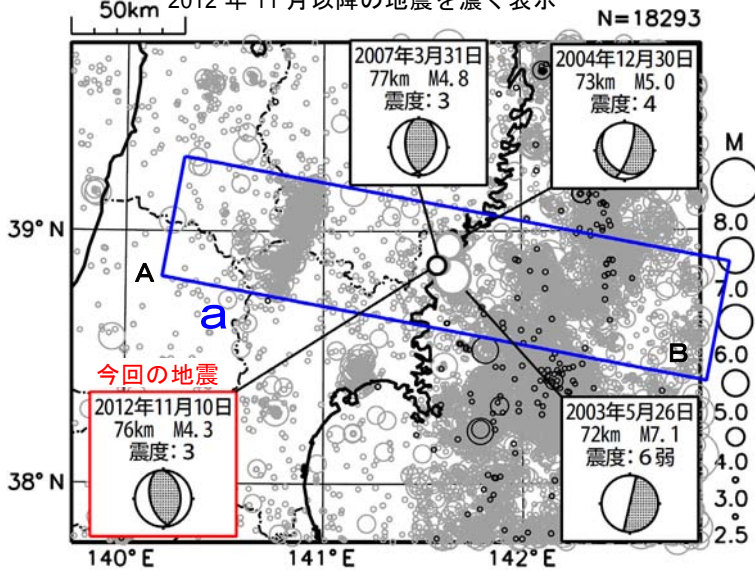 2012 年 11 月以降の地震を濃く表示
50km
N=18293
2007年3月31日
77km M4.8
震度：3
2004年12月30日
73km M5.0
震度：4
M
8.0
7.0
6.0
5.0
4.0
3.0
2.5
39°N
38°N
A
a
B
今回の地震
2012年11月10日
76km M4.3
震度：3
2003年5月26日
72km M7.1
震度：6弱
140°E
141°E
142°E